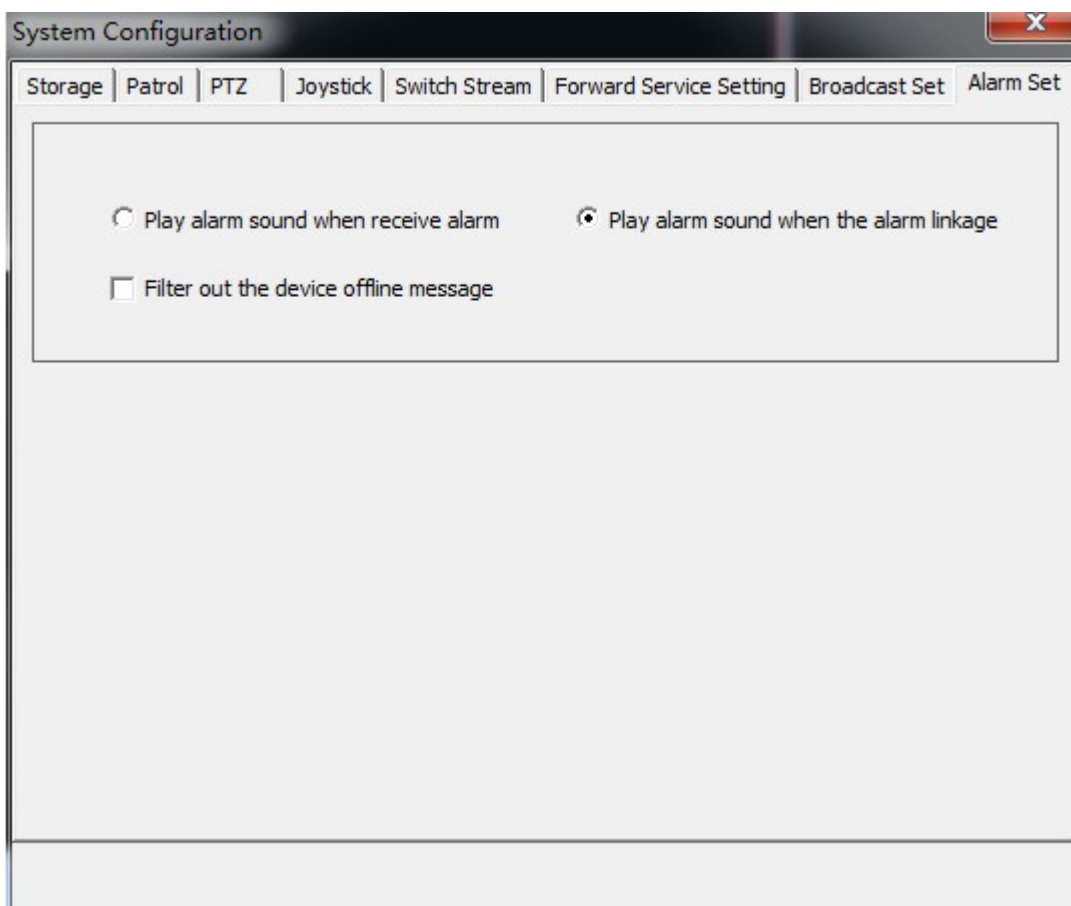 System Configuration
Storage Patrol PTZ Joystick Switch Stream Forward Service Setting Broadcast Set Alarm Set
Play alarm sound when receive alarm Play alarm sound when the alarm linkage
Filter out the device offline message